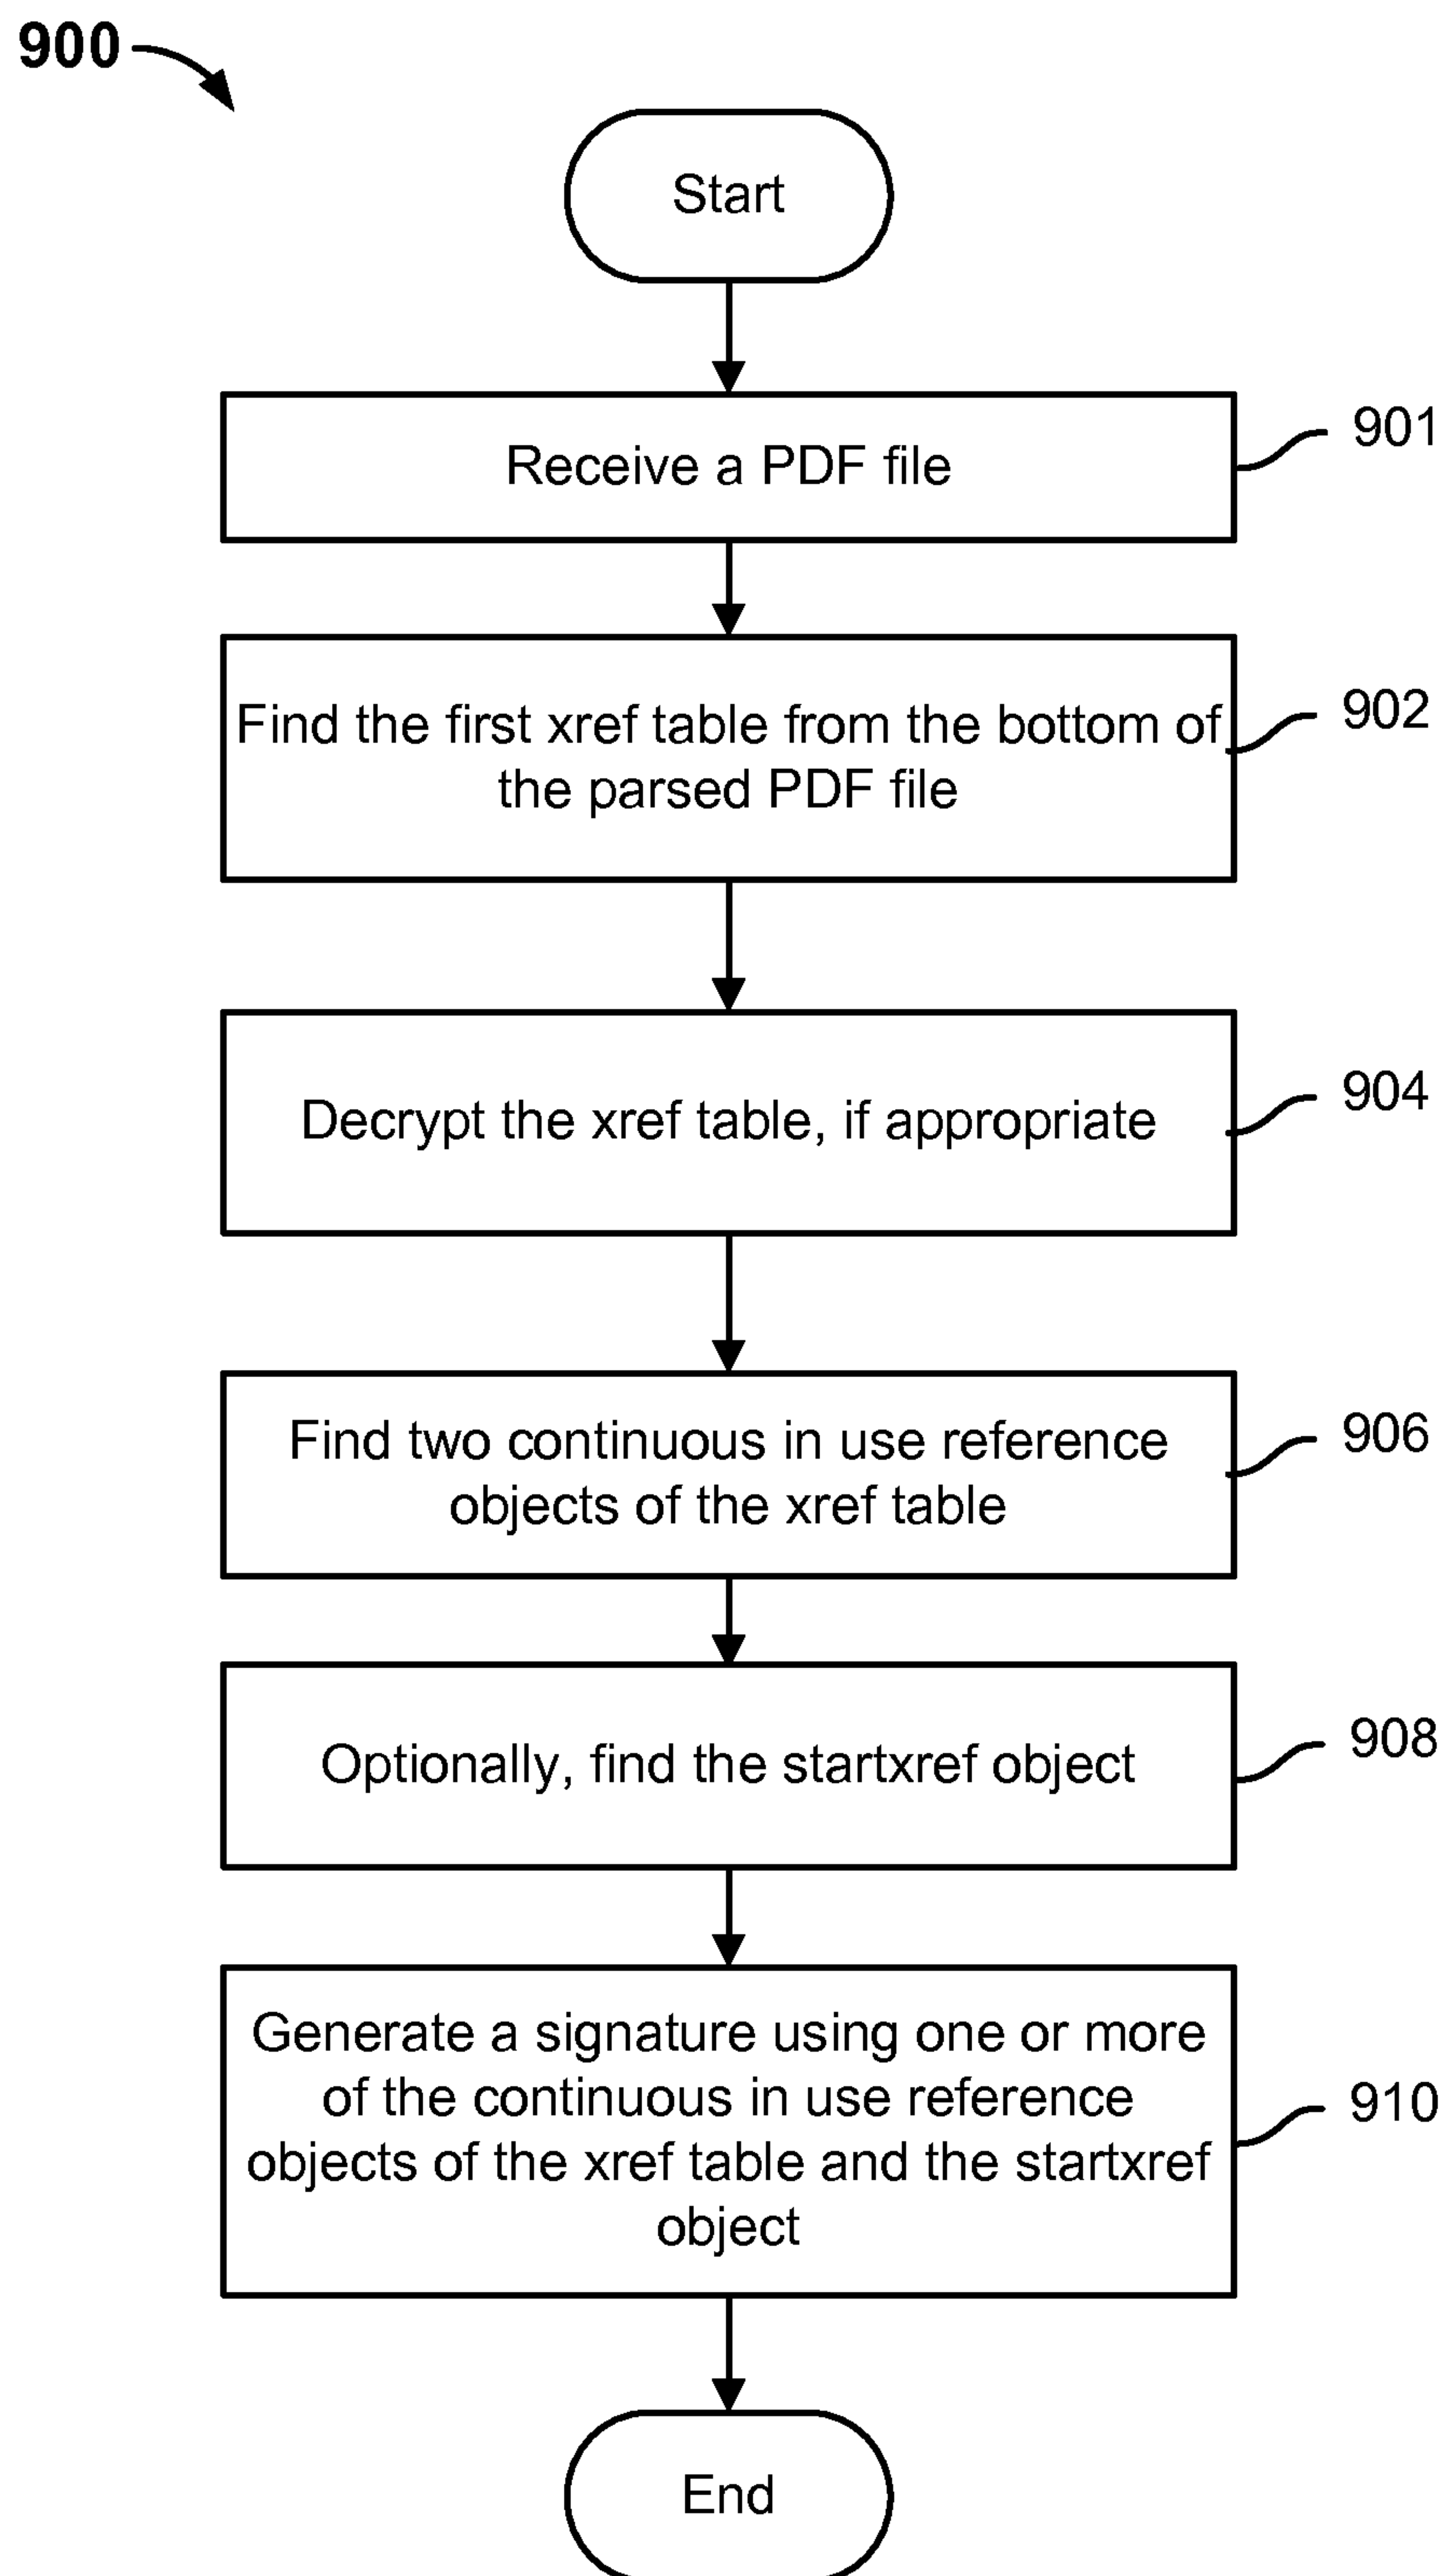 900
Start
Receive a PDF file
901
Find the first xref table from the bottom of
the parsed PDF file
902
Decrypt the xref table, if appropriate
904
Find two continuous in use reference
objects of the xref table
906
Optionally, find the startxref object
908
Generate a signature using one or more
of the continuous in use reference
objects of the xref table and the startxref
object
910
End